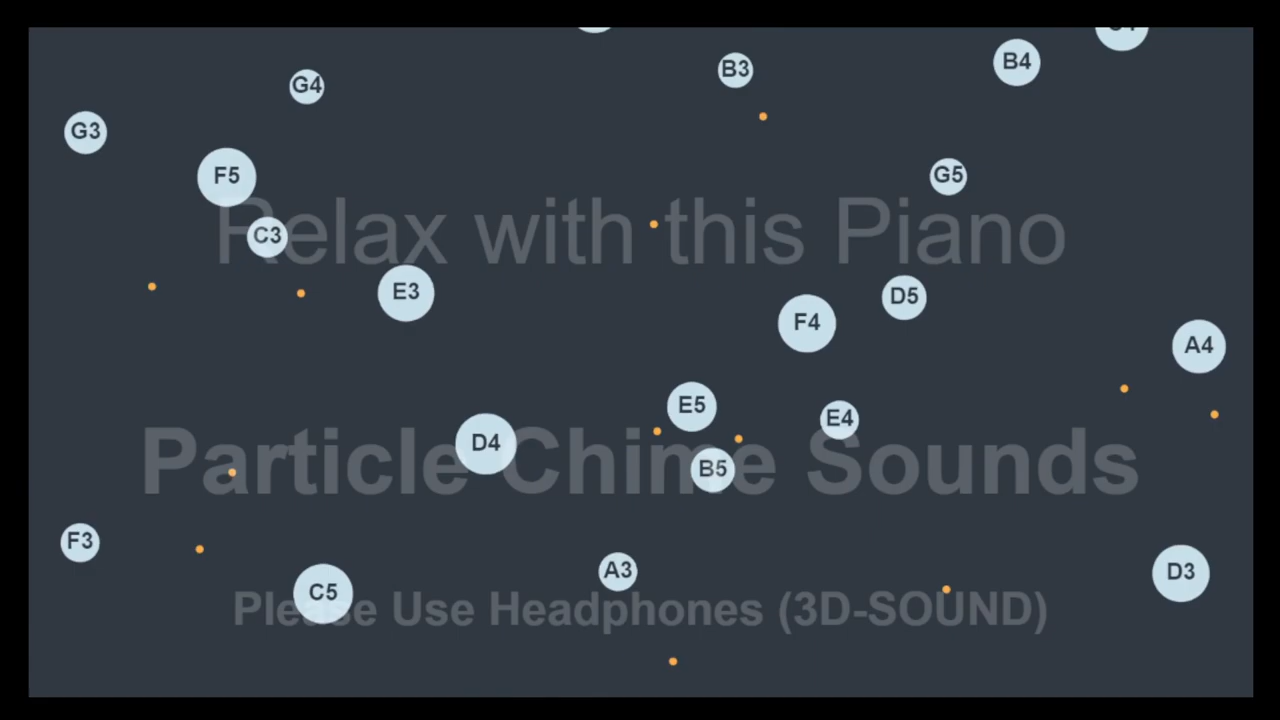 B3
B4
G4
G3
F5
G5
Relax with this Piano
C3
E3
D5
F4
A4
E5
E4
D4
Particle Chime Sounds
B5
F3
A3
D3
C5
Please Use Headphones (3D-SOUND)